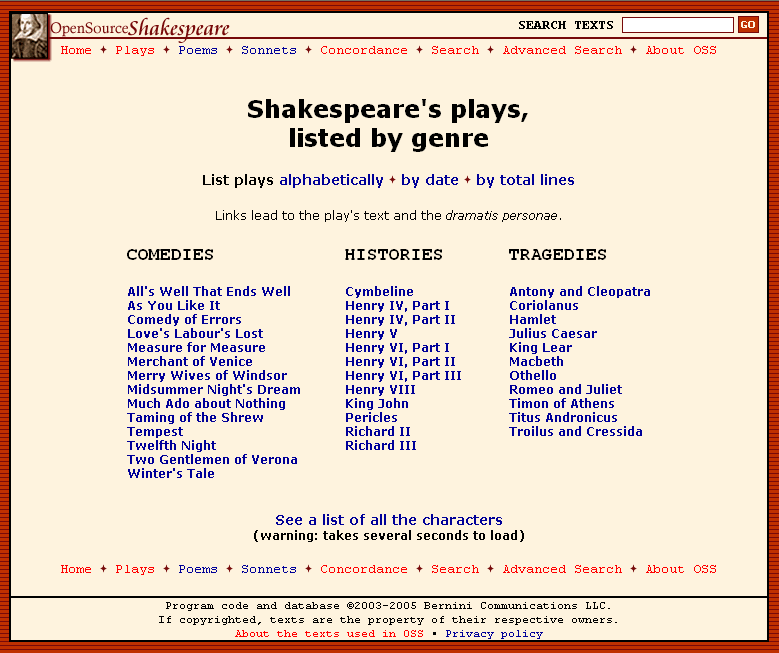 OpenSourceShakespeare SEARCH TEXTS GO
Home ✦ Plays ✦ Poems ✦ Sonnets ✦ Concordance ✦ Search ✦ Advanced Search ✦ About OSS
Shakespeare's plays,
listed by genre
List plays alphabetically ✦ by date ✦ by total lines
Links lead to the play's text and the dramatis personae.
COMEDIES
All's Well That Ends Well
As You Like It
Comedy of Errors
Love's Labour's Lost
Measure for Measure
Merchant of Venice
Merry Wives of Windsor
Midsummer Night's Dream
Much Ado about Nothing
Taming of the Shrew
Tempest
Twelfth Night
Two Gentlemen of Verona
Winter's Tale
HISTORIES
Cymbeline
Henry IV, Part I
Henry IV, Part II
Henry V
Henry VI, Part I
Henry VI, Part II
Henry VI, Part III
Henry VIII
King John
Pericles
Richard II
Richard III
TRAGEDIES
Antony and Cleopatra
Coriolanus
Hamlet
Julius Caesar
King Lear
Macbeth
Othello
Romeo and Juliet
Timon of Athens
Titus Andronicus
Troilus and Cressida
See a list of all the characters
(warning: takes several seconds to load)
Home ✦ Plays ✦ Poems ✦ Sonnets ✦ Concordance ✦ Search ✦ Advanced Search ✦ About OSS
Program code and database ©2003-2005 Bernini Communications LLC.
If copyrighted, texts are the property of their respective owners.
About the texts used in OSS • Privacy policy